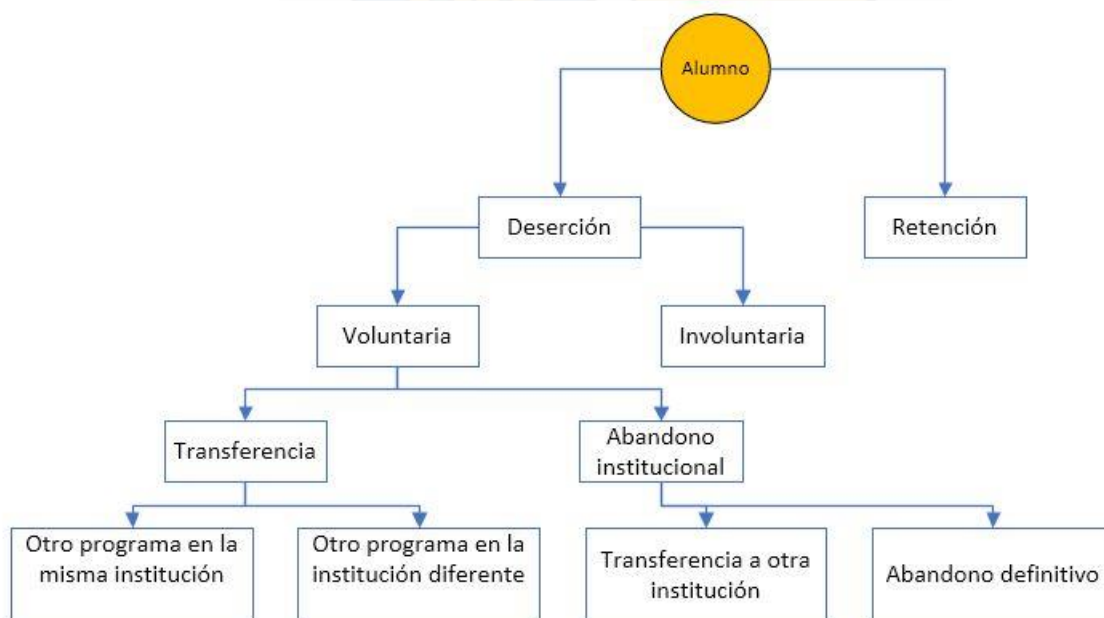 Alumno
Deserción
Retención
Voluntaria
Involuntaria
Transferencia
Abandono
institucional
Otro programa en la
misma institución
Otro programa en la
institución diferente
Transferencia a otra
institución
Abandono definitivo